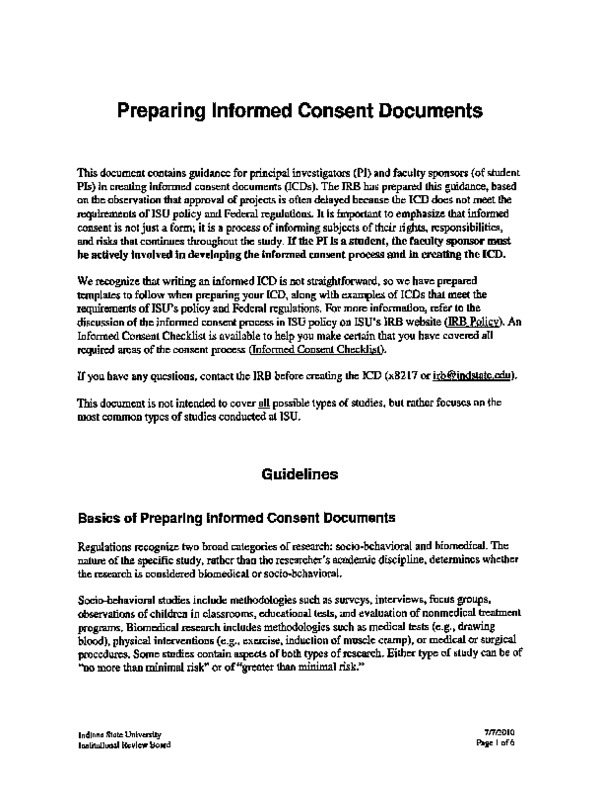 Preparing Informed Consent Documents
This document contains guidance for principal investigators (PI) and faculty sponsors (of student
PIs) in creating informed consent documents (ICDs). The IRB has prepared this guidance, based
on the observation that approval of projects is often delayed because the ICD does not meet the
requirements of ISU policy and Federal regulations. It is important to emphasize that informed
consent is not just a form; it is a process of informing subjects of their rights, responsibilities,
and risks that continues throughout the study. If the PI is a student, the faculty sponsor must
be actively involved in developing the informed consent process and in creating the ICD.
We recognize that writing an informed ICD is not straightforward, so we have prepared
templates to follow when preparing your ICD, along with examples of ICDs that meet the
requirements of ISU's policy and Federal regulations. For more information, refer to the
discussion of the informed consent process in ISU policy on ISU's IRB website (IRB Policy). An
Informed Consent Checklist is available to help you make certain that you have covered all
required areas of the consent process (Informed Consent Checklist).
If you have any questions, contact the IRB before creating the ICD (x8217 or irb@indstate.edu).
This document is not intended to cover all possible types of studies, but rather focuses on the
most common types of studies conducted at ISU.
Guidelines
Basics of Preparing Informed Consent Documents
Regulations recognize two broad categories of research: socio-behavioral and biomedical. The
nature of the specific study, rather than the researcher's academic discipline, determines whether
the research is considered biomedical or socio-behavioral.
Socio-behavioral studies include methodologies such as surveys, interviews, focus groups,
observations of children in classrooms, educational tests, and evaluation of nonmedical treatment
programs. Biomedical research includes methodologies such as medical tests (e.g., drawing
blood), physical interventions (e.g., exercise, induction of muscle cramp), or medical or surgical
procedures. Some studies contain aspects of both types of research. Either type of study can be of
"no more than minimal risk" or of "greater than minimal risk."
Indiana State University
Institutional Review Board
7/7/2010
Page 1 of 6